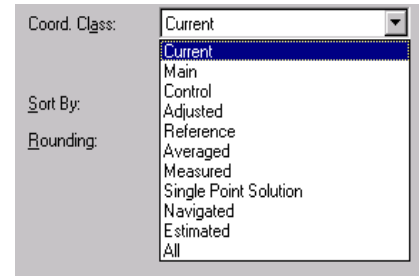 Coord. Class: Current
Current
Main
Control
Adjusted
Sort By:
Reference
Rounding:
Averaged
Measured
Single Point Solution
Navigated
Estimated
All